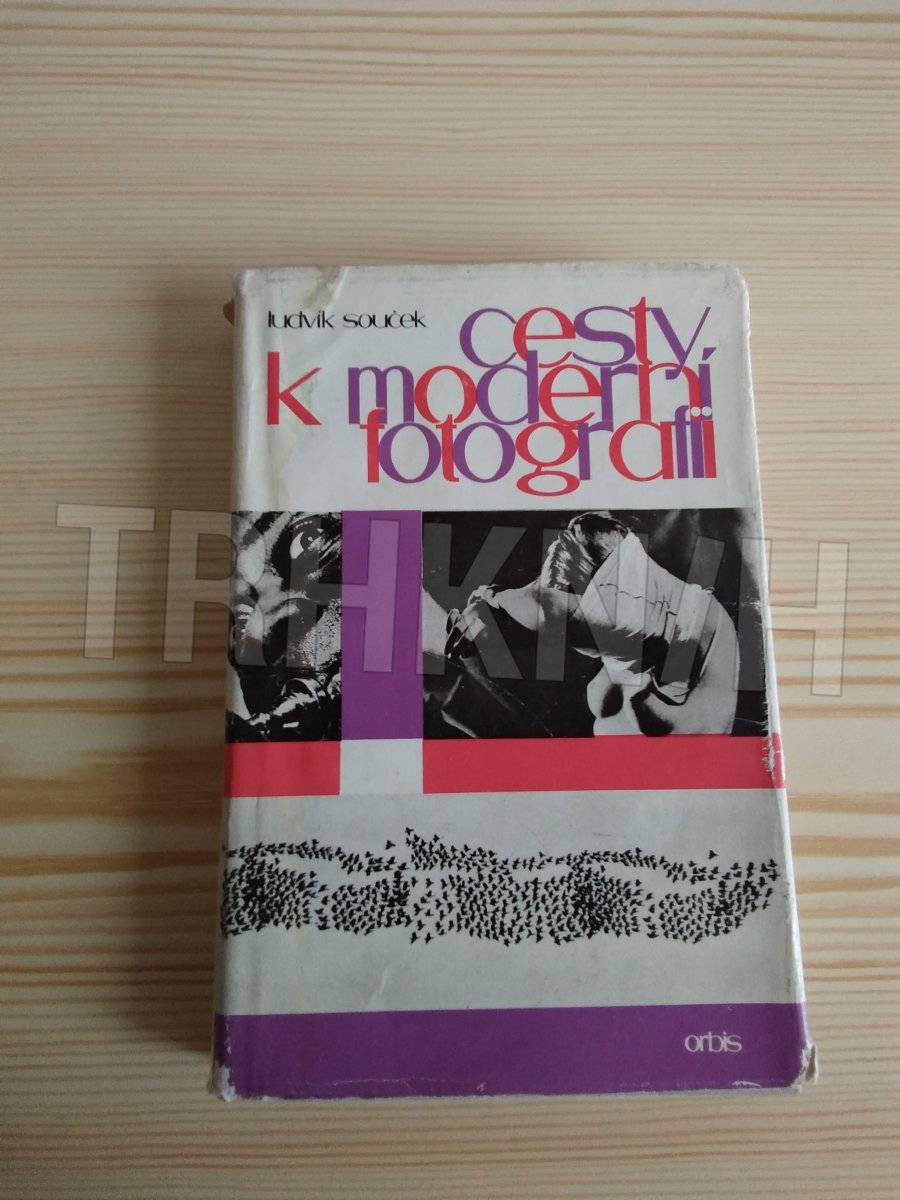 ludvík souček
cesty
k moderní
fotografii
TRHKNIH
orbis